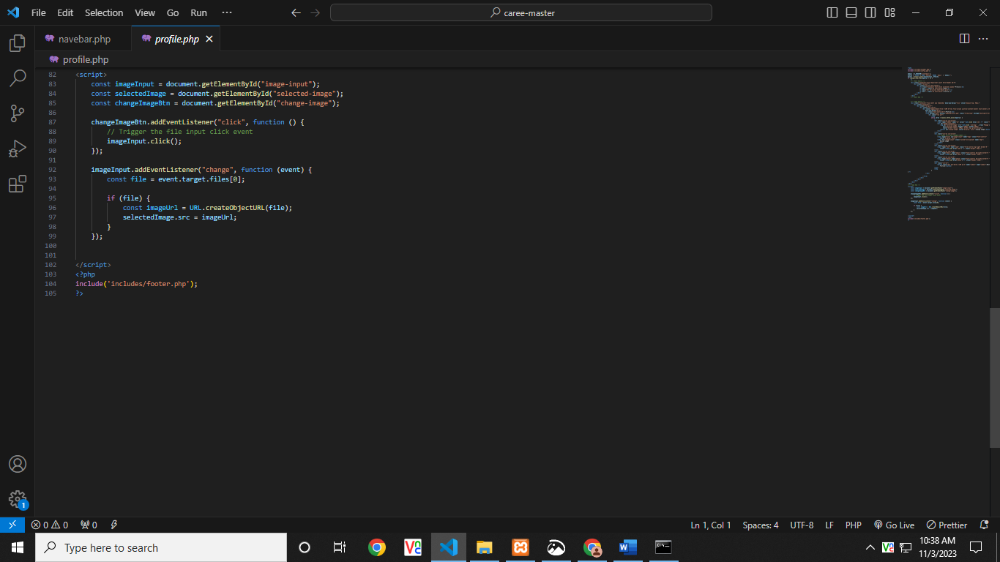 File Edit Selection View Go Run ··· caree-master
navebar.php profile.php
profile.php
82 <script>
83 const imageInput = document.getElementById("image-input");
84 const selectedImage = document.getElementById("selected-image");
85 const changeImageBtn = document.getElementById("change-image");
86
87 changeImageBtn.addEventListener("click", function () {
88 // Trigger the file input click event
89 imageInput.click();
90 });
91
92 imageInput.addEventListener("change", function (event) {
93 const file = event.target.files[0];
94
95 if (file) {
96 const imageUrl = URL.createObjectURL(file);
97 selectedImage.src = imageUrl;
98 }
99 });
100
101
102 </script>
103 <?php
104 include('includes/footer.php');
105 ?>
1
0 0 0 Ln 1, Col 1 Spaces: 4 UTF-8 LF PHP Go Live Prettier
Type here to search
10:38 AM
11/3/2023